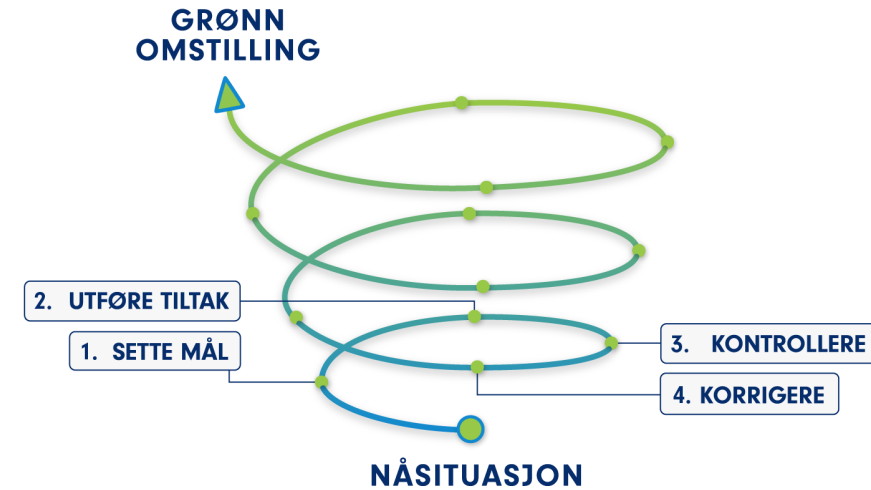 GRØNN
OMSTILLING
2. UTFØRE TILTAK
1. SETTE MÅL
3. KONTROLLERE
4. KORRIGERE
NÅSITUASJON